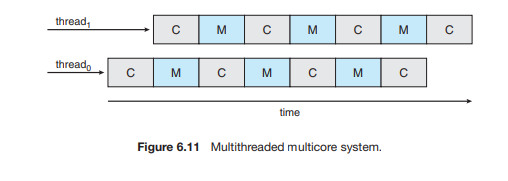 thread₁ C M C M C M C
thread₀ C M C M C M C
time
Figure 6.11 Multithreaded multicore system.